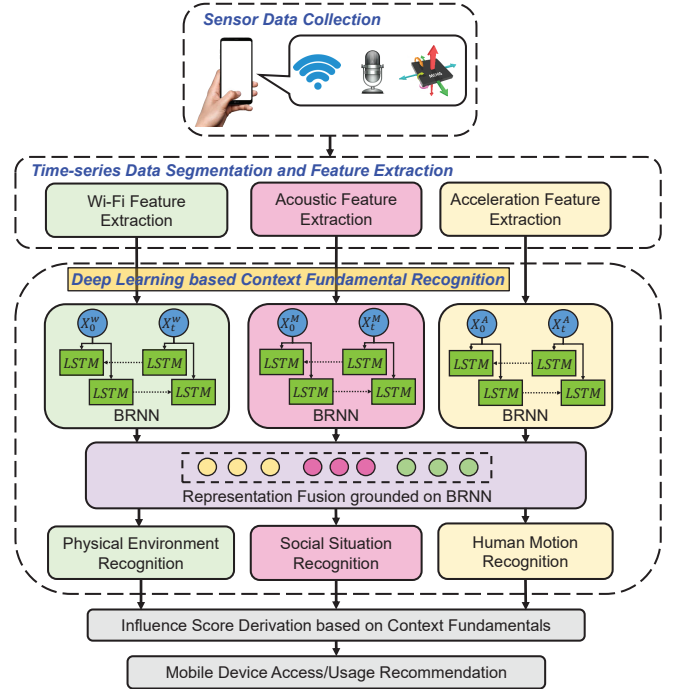 Sensor Data Collection
MEMS
Time-series Data Segmentation and Feature Extraction
Wi-Fi Feature
Extraction
Acoustic Feature
Extraction
Acceleration Feature
Extraction
Deep Learning based Context Fundamental Recognition
X_0^w X_t^w
LSTM LSTM
LSTM LSTM
BRNN
X_0^M X_t^M
LSTM LSTM
LSTM LSTM
BRNN
X_0^A X_t^A
LSTM LSTM
LSTM LSTM
BRNN
Representation Fusion grounded on BRNN
Physical Environment
Recognition
Social Situation
Recognition
Human Motion
Recognition
Influence Score Derivation based on Context Fundamentals
Mobile Device Access/Usage Recommendation